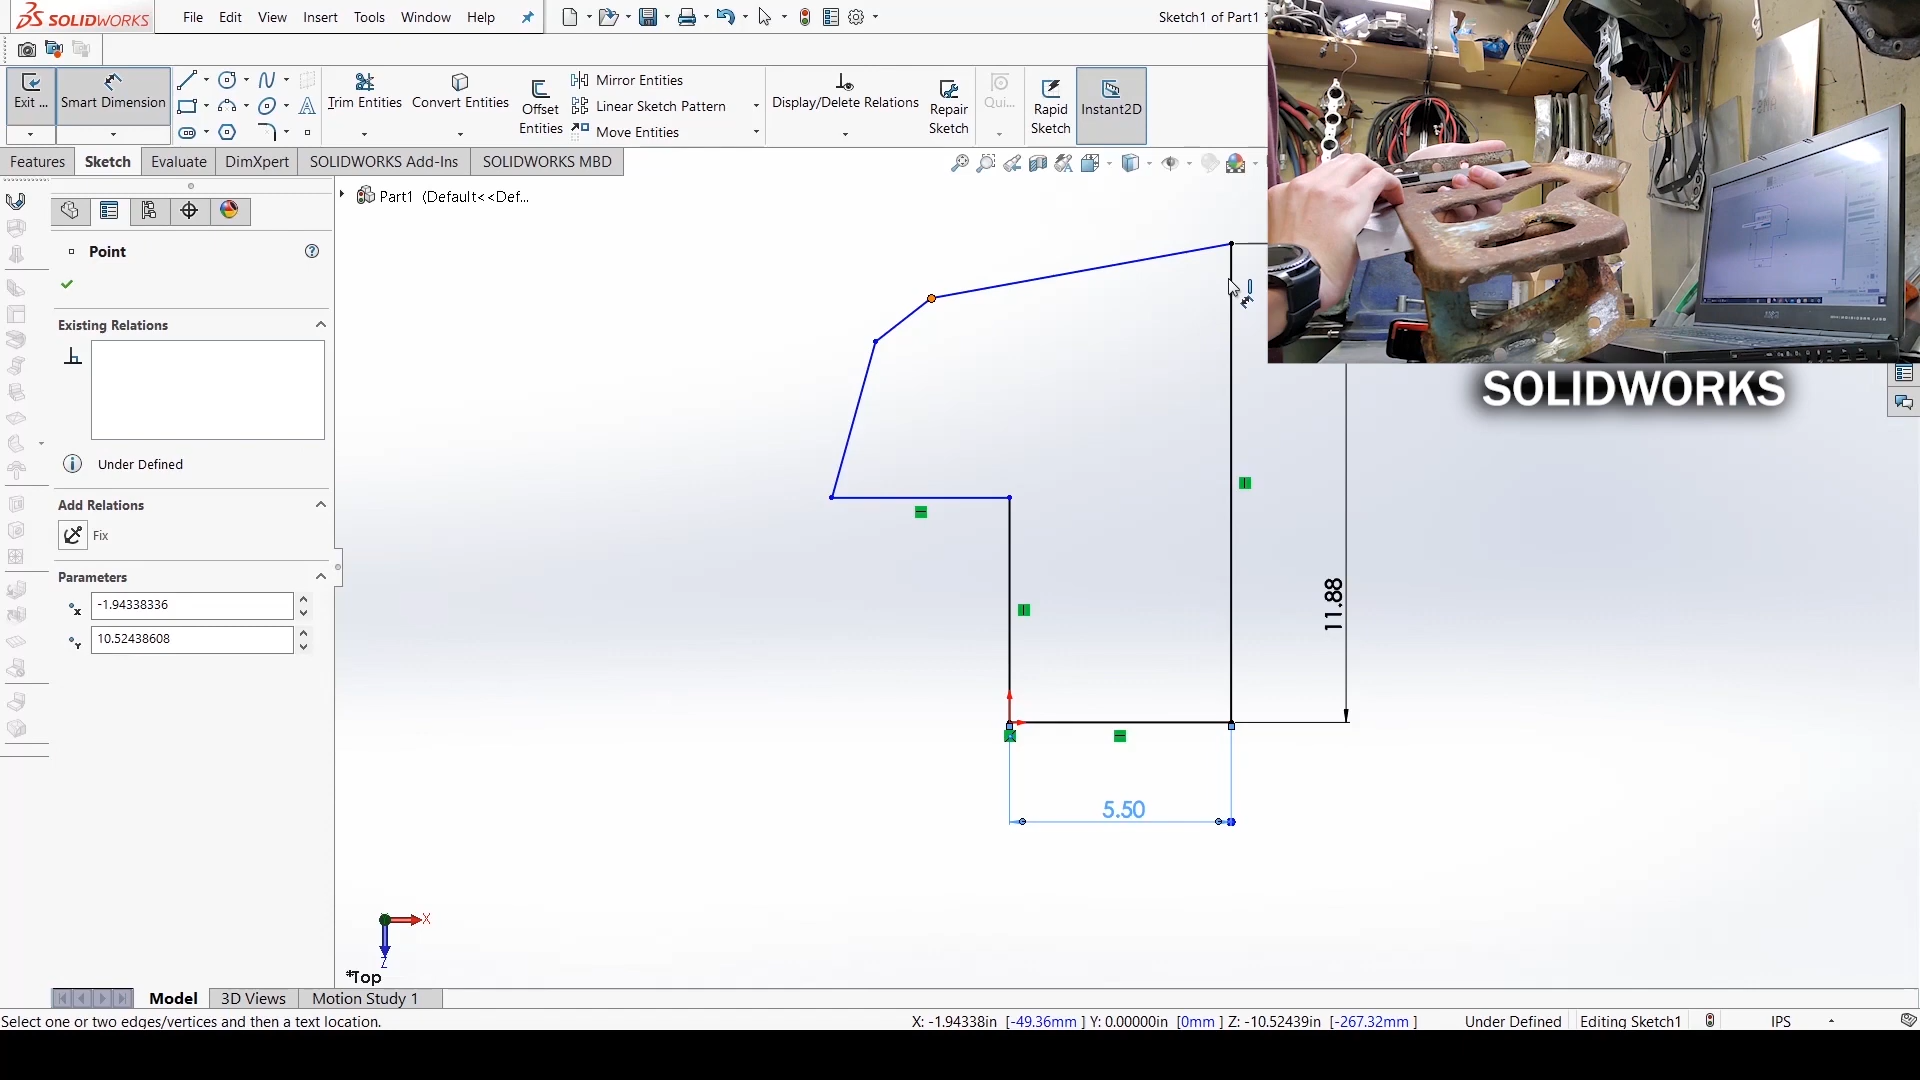 SOLIDWORKS File Edit View Insert Tools Window Help Sketch1 of Part1 *
Exit ... Smart Dimension Trim Entities Convert Entities Offset Entities Mirror Entities Linear Sketch Pattern Move Entities Display/Delete Relations Repair Sketch Qui... Rapid Sketch Instant2D
Features Sketch Evaluate DimXpert SOLIDWORKS Add-Ins SOLIDWORKS MBD
Part1 (Default<<Def...
Point
SOLIDWORKS
Existing Relations
Under Defined
Add Relations
Fix
Parameters
-1.94338336
10.52438608
11.88
5.50
X
Z
*Top
Model 3D Views Motion Study 1
Select one or two edges/vertices and then a text location. X: -1.94338in [-49.36mm ] Y: 0.00000in [0mm ] Z: -10.52439in [-267.32mm ] Under Defined Editing Sketch1 IPS